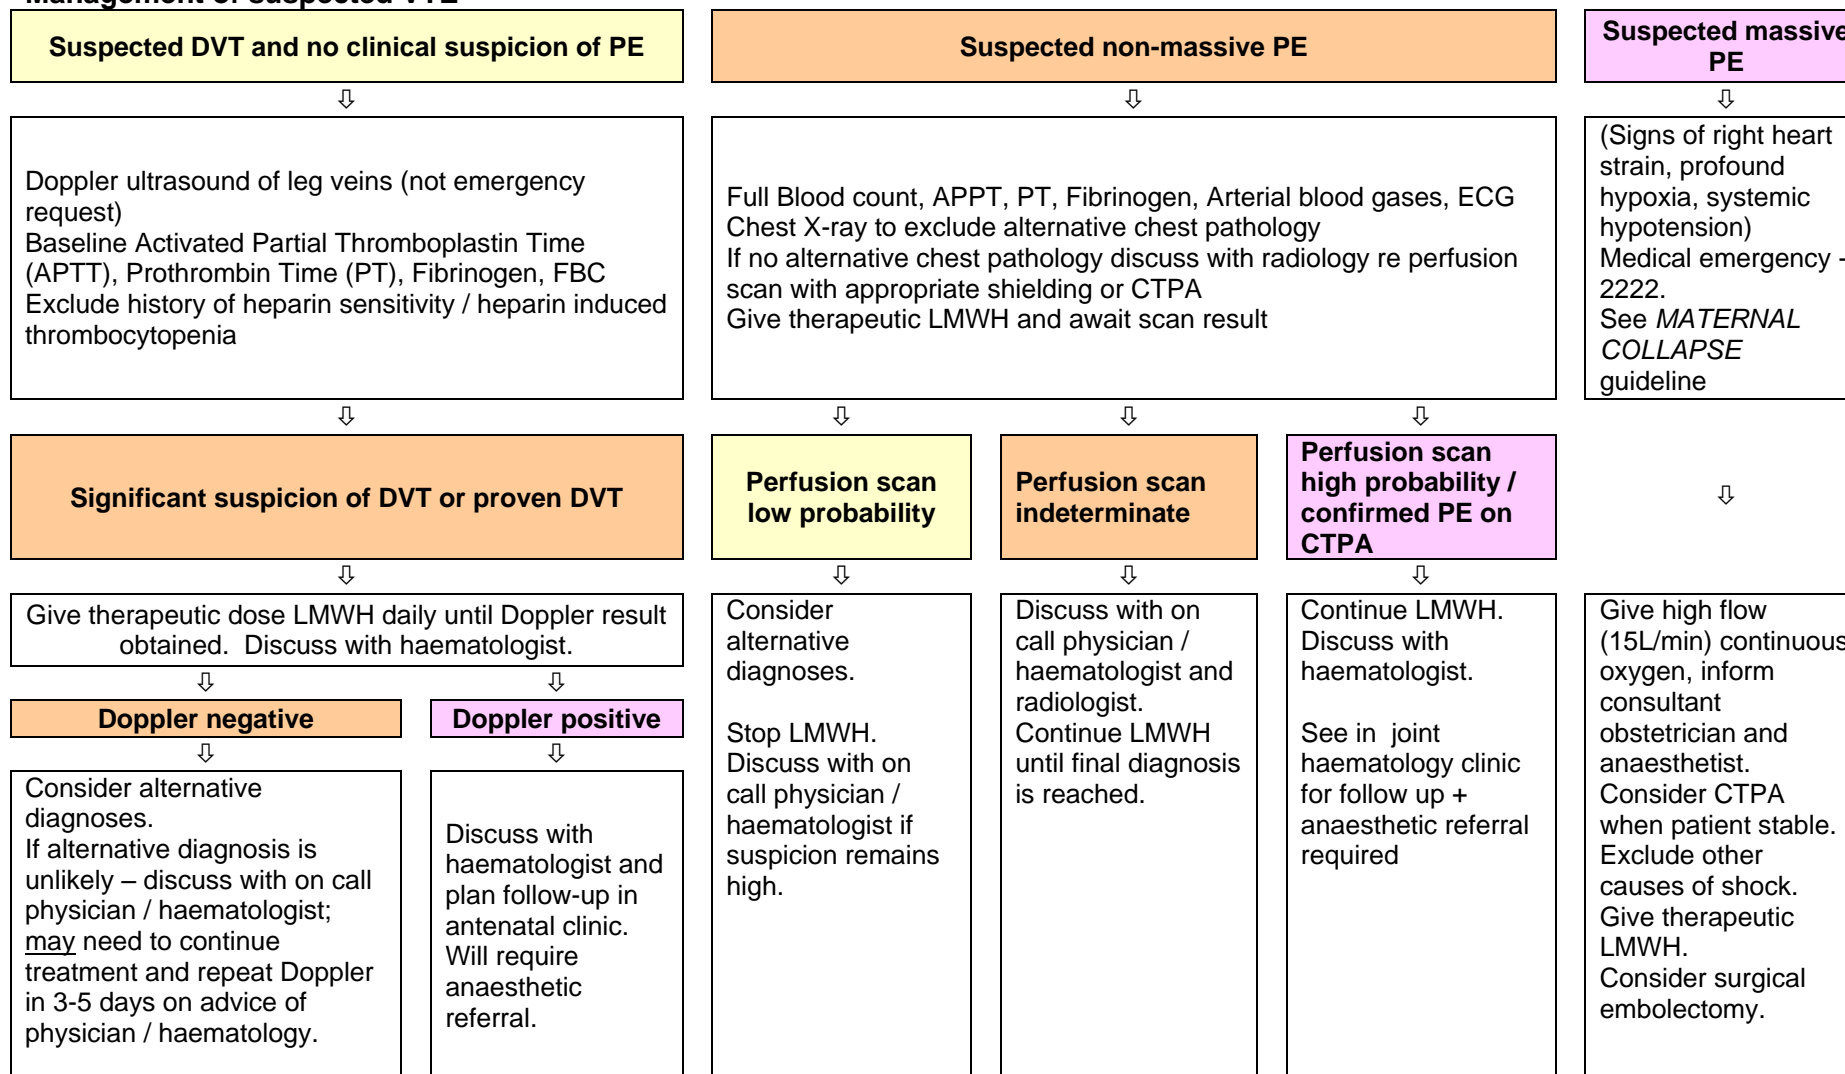 Management of suspected VTE
Suspected DVT and no clinical suspicion of PE
Suspected non-massive PE
Suspected massive
PE
Doppler ultrasound of leg veins (not emergency
request)
Baseline Activated Partial Thromboplastin Time
(APTT), Prothrombin Time (PT), Fibrinogen, FBC
Exclude history of heparin sensitivity / heparin induced
thrombocytopenia
Full Blood count, APPT, PT, Fibrinogen, Arterial blood gases, ECG
Chest X-ray to exclude alternative chest pathology
If no alternative chest pathology discuss with radiology re perfusion
scan with appropriate shielding or CTPA
Give therapeutic LMWH and await scan result
(Signs of right heart
strain, profound
hypoxia, systemic
hypotension)
Medical emergency -
2222.
See MATERNAL
COLLAPSE
guideline
Significant suspicion of DVT or proven DVT
Perfusion scan
low probability
Perfusion scan
indeterminate
Perfusion scan
high probability /
confirmed PE on
CTPA
Give therapeutic dose LMWH daily until Doppler result
obtained. Discuss with haematologist.
Doppler negative
Doppler positive
Consider alternative
diagnoses.
If alternative diagnosis is
unlikely – discuss with on call
physician / haematologist;
may need to continue
treatment and repeat Doppler
in 3-5 days on advice of
physician / haematology.
Discuss with
haematologist and
plan follow-up in
antenatal clinic.
Will require
anaesthetic
referral.
Consider
alternative
diagnoses.
Stop LMWH.
Discuss with on
call physician /
haematologist if
suspicion remains
high.
Discuss with on
call physician /
haematologist and
radiologist.
Continue LMWH
until final diagnosis
is reached.
Continue LMWH.
Discuss with
haematologist.
See in joint
haematology clinic
for follow up +
anaesthetic referral
required
Give high flow
(15L/min) continuous
oxygen, inform
consultant
obstetrician and
anaesthetist.
Consider CTPA
when patient stable.
Exclude other
causes of shock.
Give therapeutic
LMWH.
Consider surgical
embolectomy.